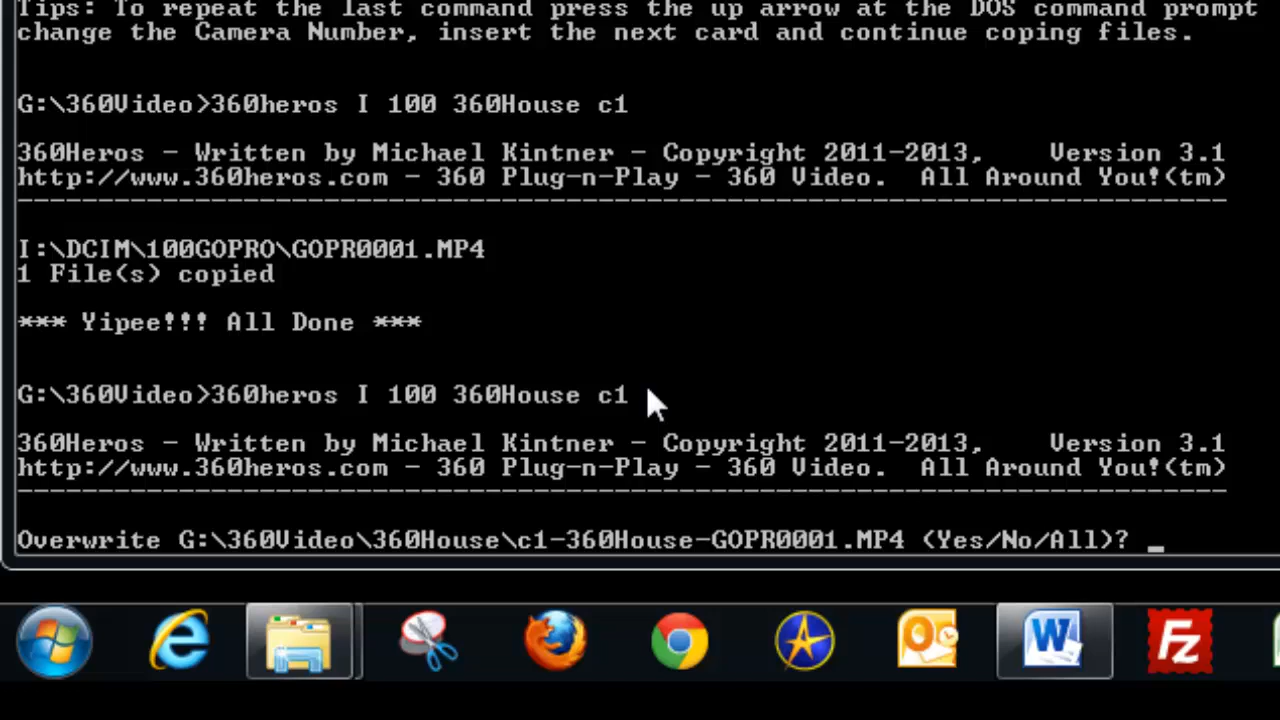 Tips: To repeat the last command press the up arrow at the DOS command prompt
change the Camera Number, insert the next card and continue coping files.
G:\360Video>360heros I 100 360House c1
360Heros - Written by Michael Kintner - Copyright 2011-2013,    Version 3.1
http://www.360heros.com - 360 Plug-n-Play - 360 Video.  All Around You!(tm)
I:\DCIM\100GOPRO\GOPR0001.MP4
1 File(s) copied
*** Yipee!!! All Done ***
G:\360Video>360heros I 100 360House c1
360Heros - Written by Michael Kintner - Copyright 2011-2013,    Version 3.1
http://www.360heros.com - 360 Plug-n-Play - 360 Video.  All Around You!(tm)
Overwrite G:\360Video\360House\c1-360House-GOPR0001.MP4 (Yes/No/All)? _